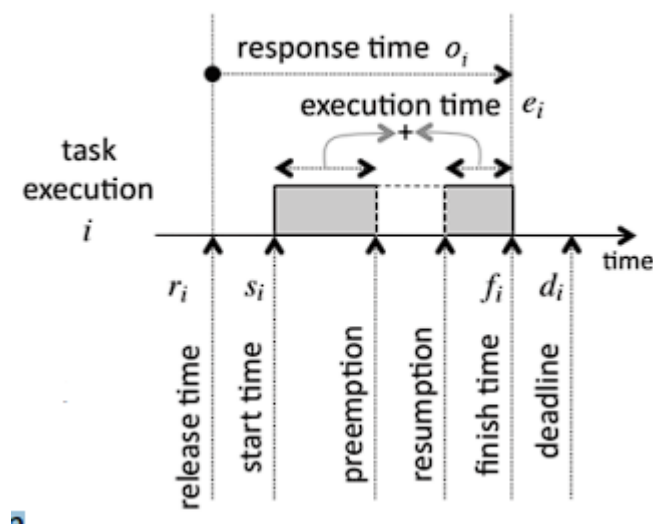 response time oᵢ
execution time eᵢ
+
task
execution
i
time
rᵢ
sᵢ
fᵢ
dᵢ
release time
start time
preemption
resumption
finish time
deadline